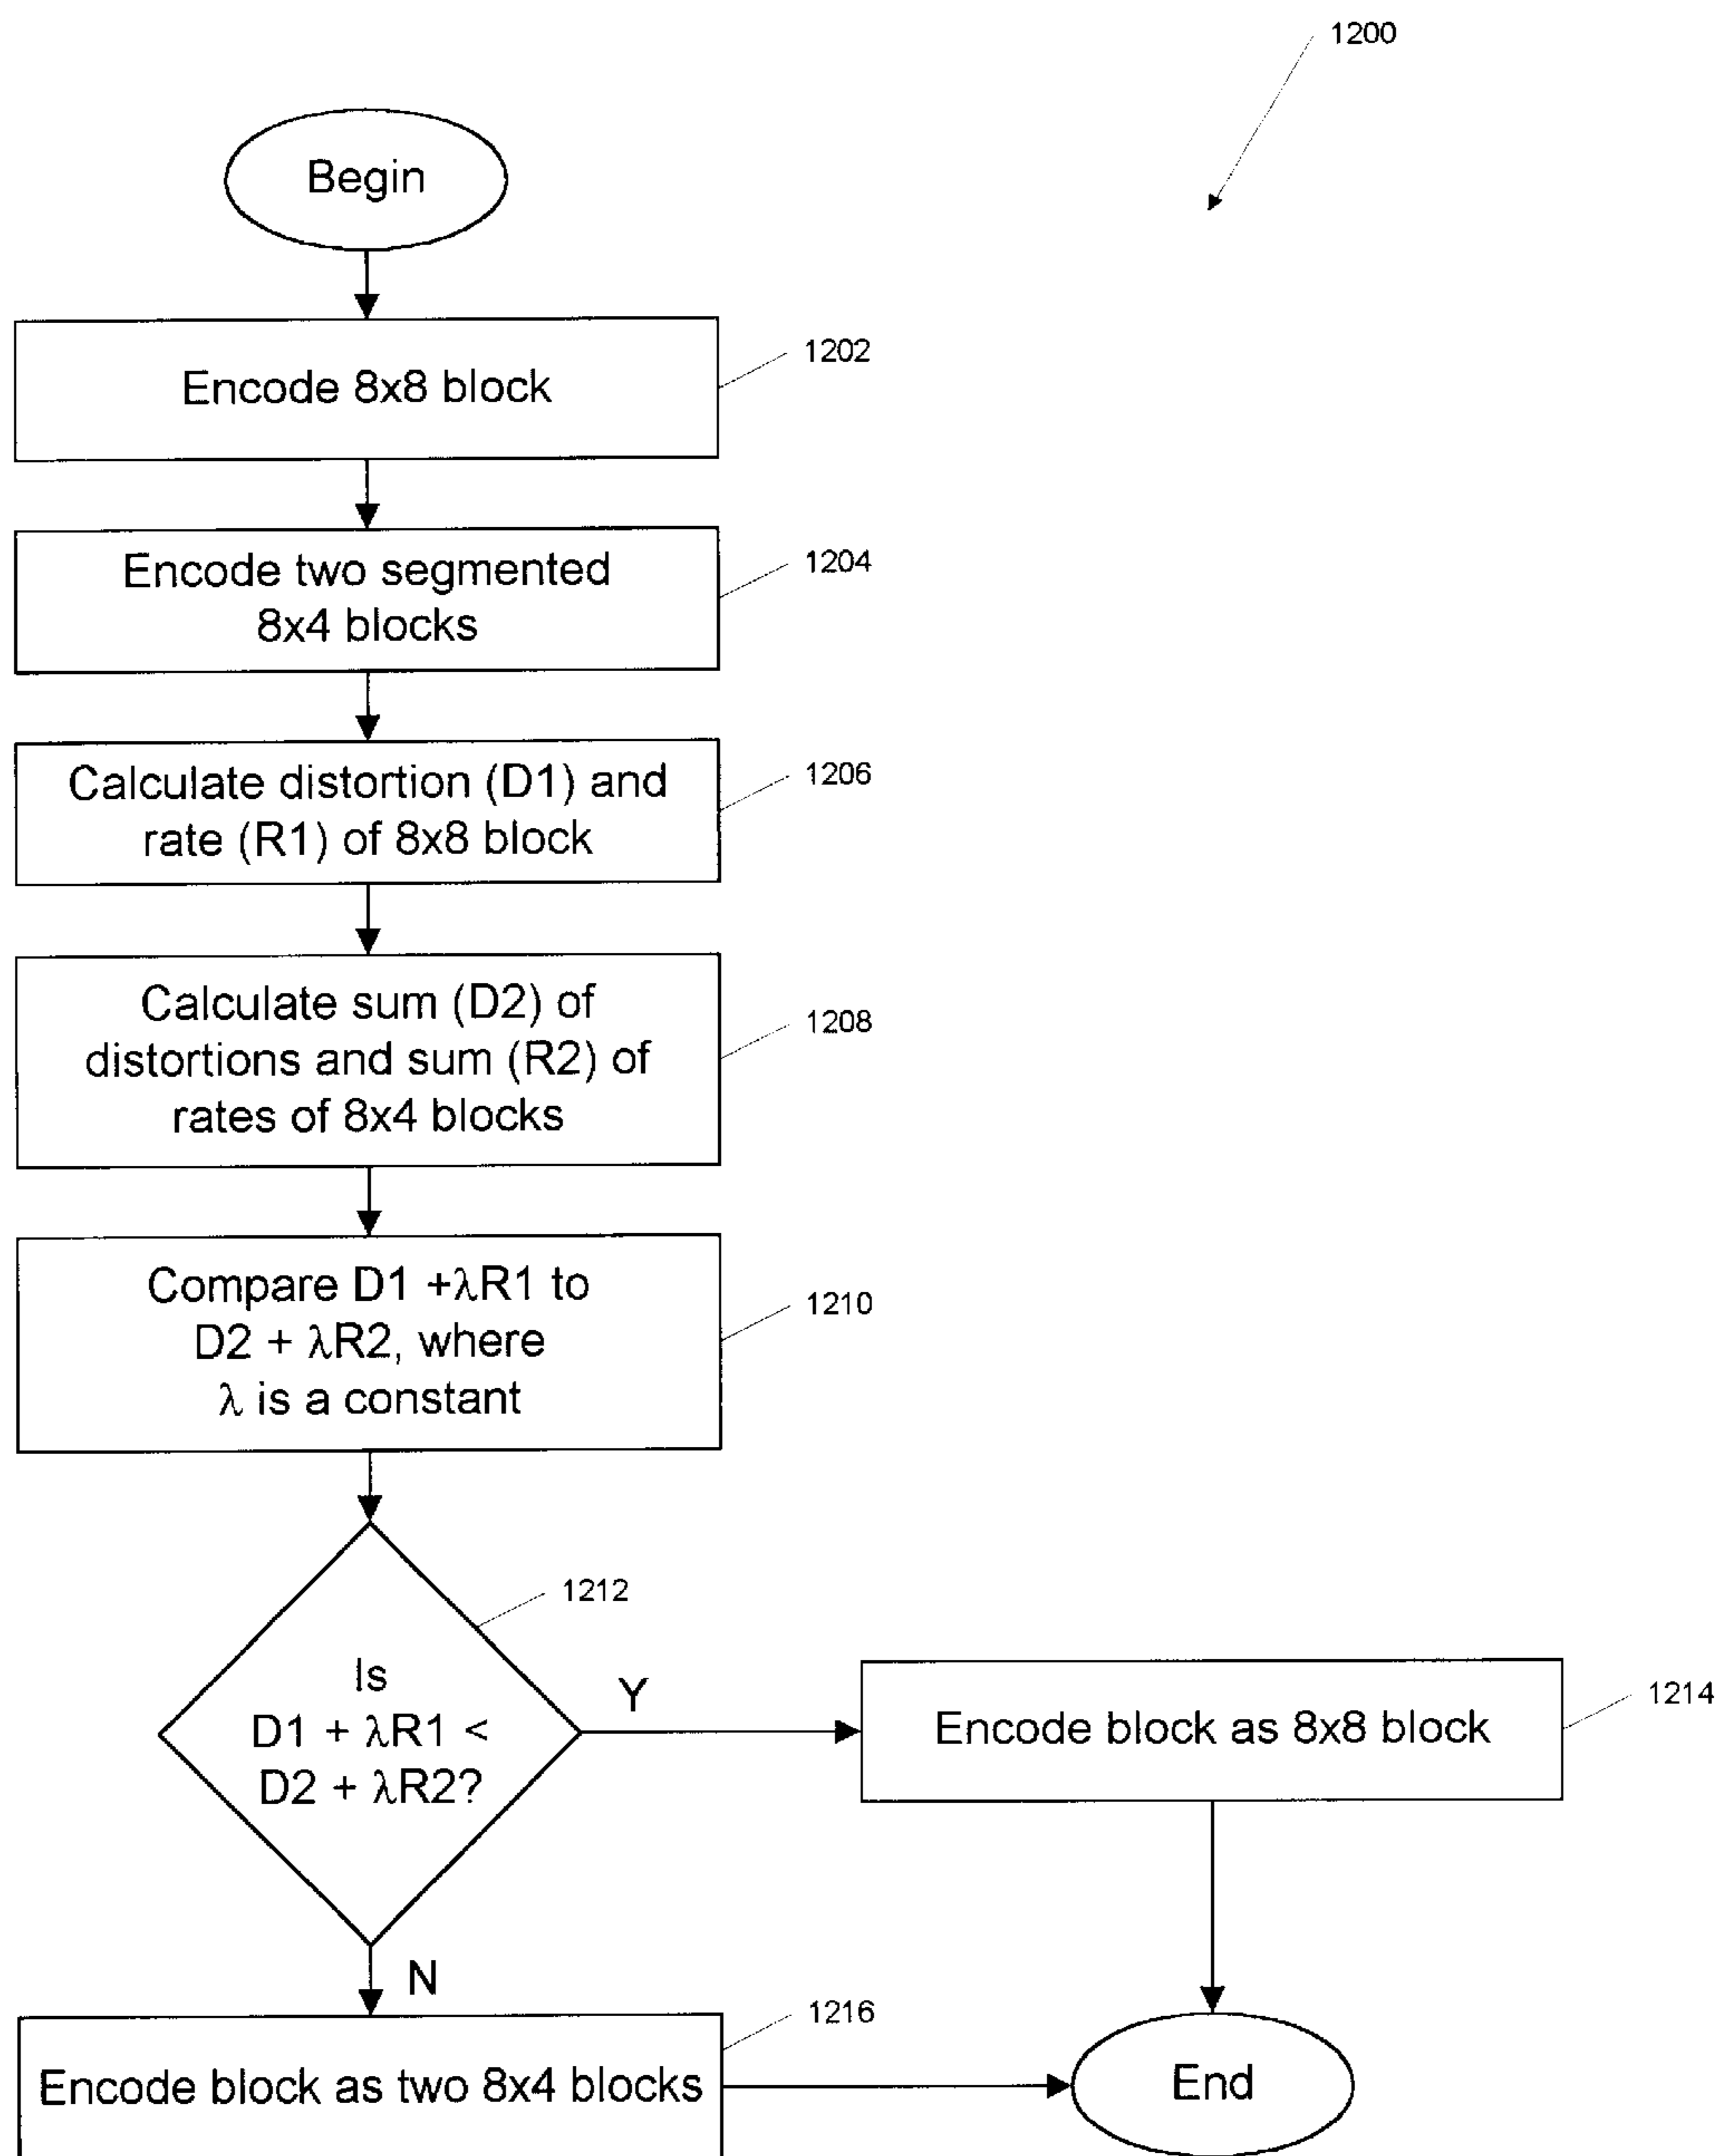 1200
Begin
1202
Encode 8x8 block
1204
Encode two segmented
8x4 blocks
1206
Calculate distortion (D1) and
rate (R1) of 8x8 block
1208
Calculate sum (D2) of
distortions and sum (R2) of
rates of 8x4 blocks
1210
Compare D1 +λR1 to
D2 + λR2, where
λ is a constant
1212
Is
D1 + λR1 <
D2 + λR2?
Y
1214
Encode block as 8x8 block
N
1216
Encode block as two 8x4 blocks
End